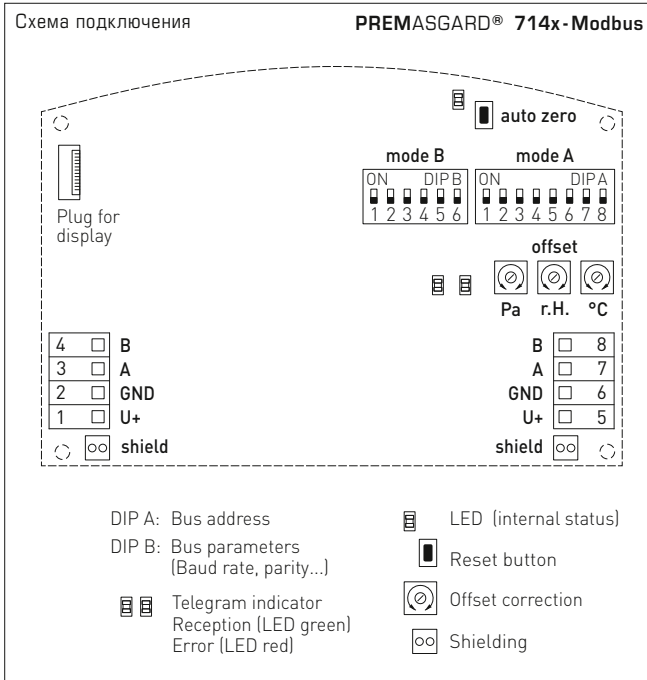 Схема подключения
PREMASGARD® 714x-Modbus
auto zero
mode B
mode A
ON DIP B
1 2 3 4 5 6
ON DIP A
1 2 3 4 5 6 7 8
Plug for
display
offset
Pa r.H. °C
4 B
3 A
2 GND
1 U+
shield
B 8
A 7
GND 6
U+ 5
shield
DIP A: Bus address
DIP B: Bus parameters
(Baud rate, parity...)
Telegram indicator
Reception (LED green)
Error (LED red)
LED (internal status)
Reset button
Offset correction
Shielding